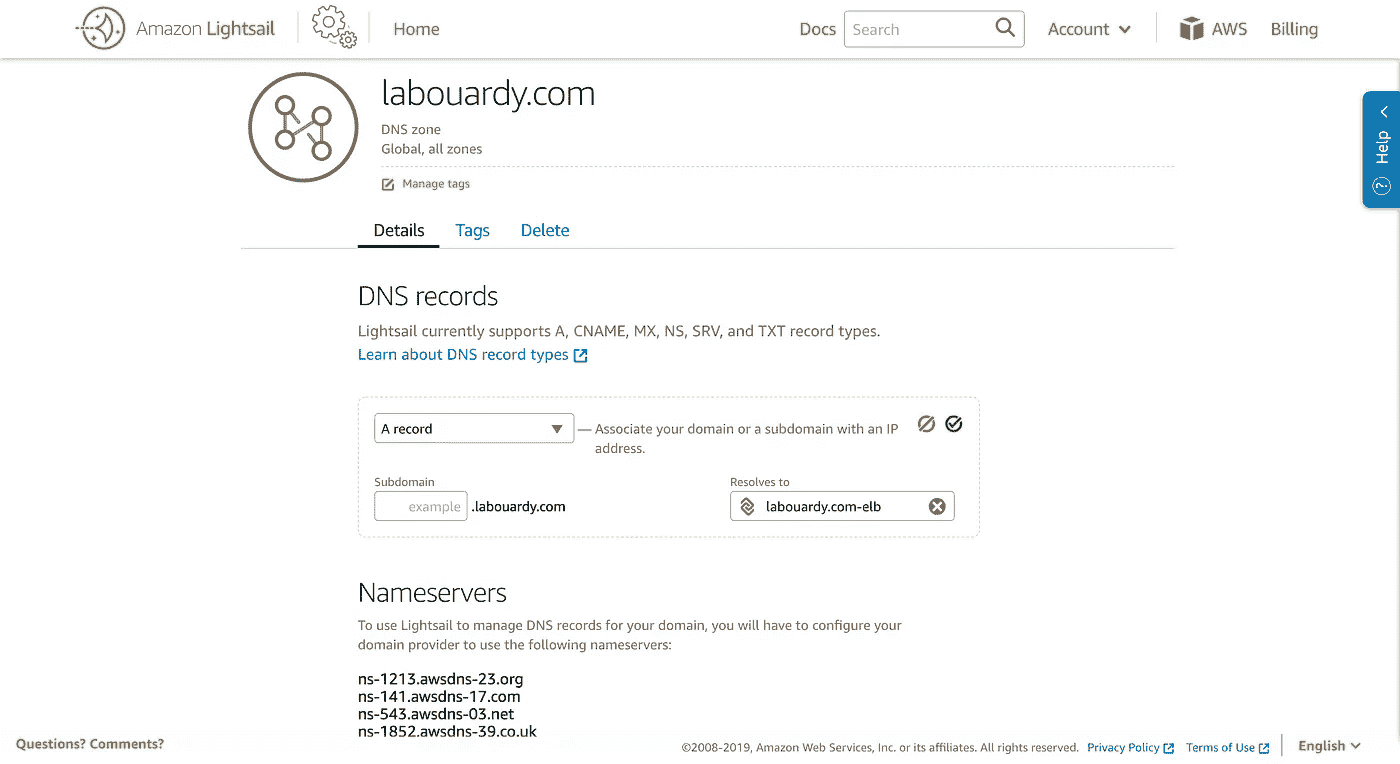 Amazon Lightsail
Home
Docs
Search
Account
AWS
Billing
labouardy.com
DNS zone
Global, all zones
Manage tags
Help
?
Details
Tags
Delete
DNS records
Lightsail currently supports A, CNAME, MX, NS, SRV, and TXT record types.
Learn about DNS record types
A record
— Associate your domain or a subdomain with an IP
address.
Subdomain
Resolves to
example
.labouardy.com
labouardy.com-elb
Nameservers
To use Lightsail to manage DNS records for your domain, you will have to configure your
domain provider to use the following nameservers:
ns-1213.awsdns-23.org
ns-141.awsdns-17.com
ns-543.awsdns-03.net
ns-1852.awsdns-39.co.uk
Questions? Comments?
©2008-2019, Amazon Web Services, Inc. or its affiliates. All rights reserved.
Privacy Policy
Terms of Use
English